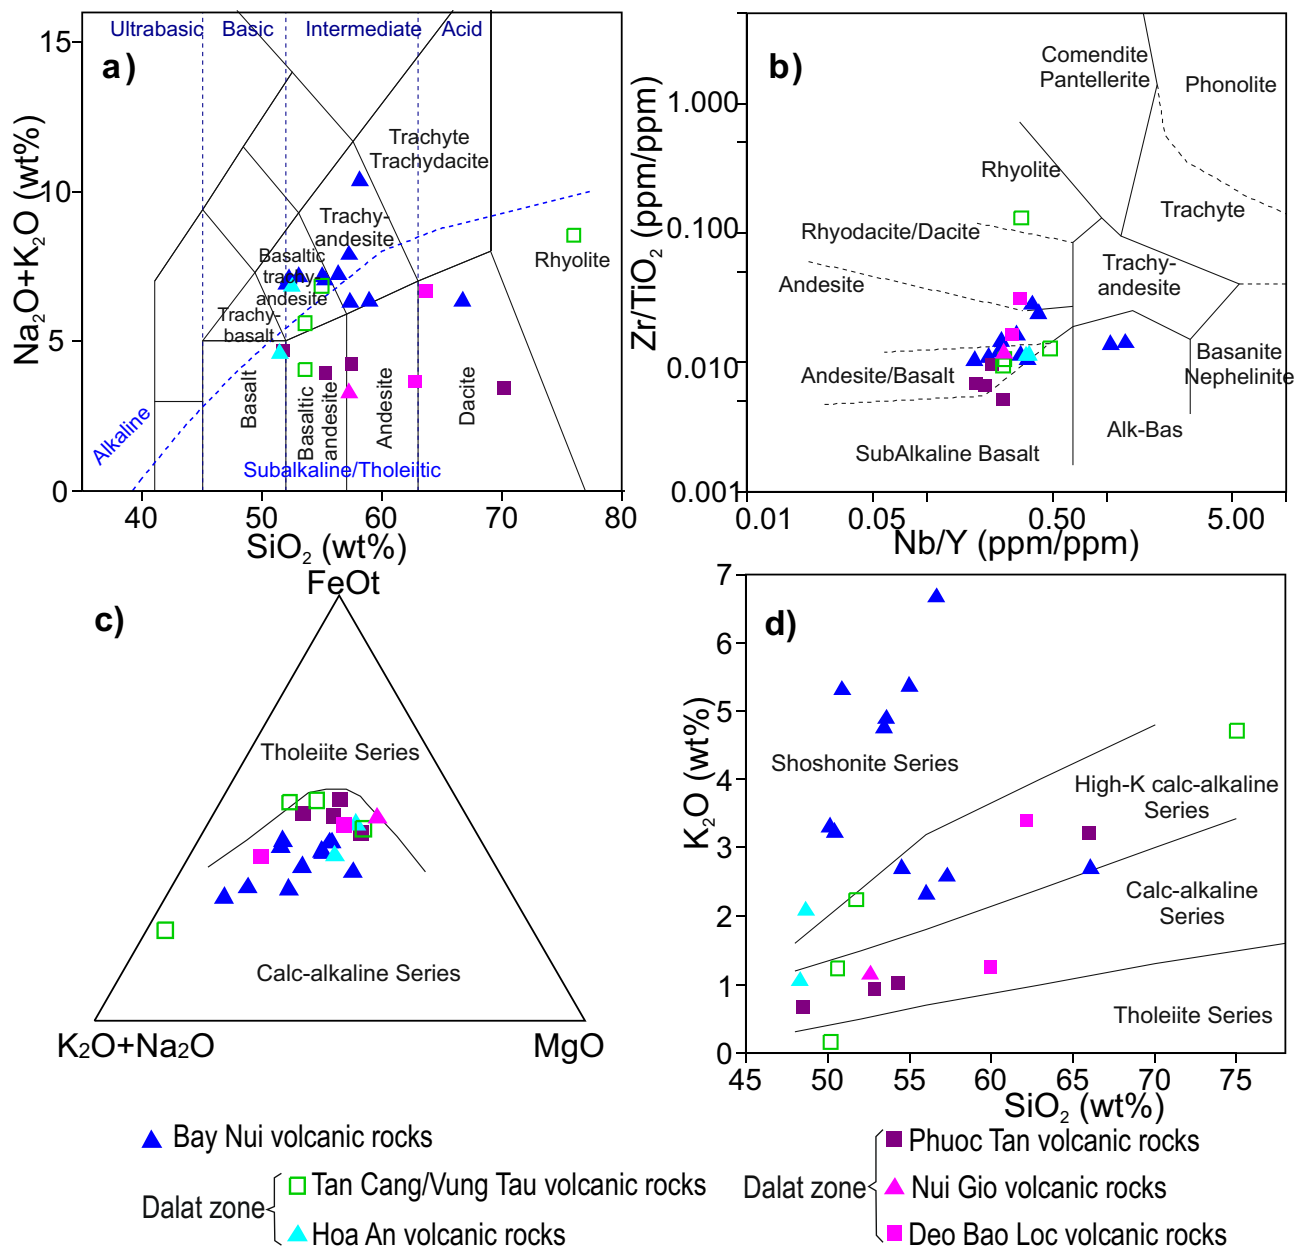 Ultrabasic Basic Intermediate Acid
a)
15
10
5
0
Na2O+K2O (wt%)
Trachyte
Trachydacite
Trachy-
andesite
Basaltic
trachy-
andesite
Trachy-
basalt
Rhyolite
Alkaline
Basalt
Basaltic
andesite
Andesite
Dacite
Subalkaline/Tholeiitic
40 50 60 70 80
SiO2 (wt%)
b)
Zr/TiO2 (ppm/ppm)
1.000
0.100
0.010
0.001
Comendite
Pantellerite
Phonolite
Rhyolite
Trachyte
Rhyodacite/Dacite
Andesite
Trachy-
andesite
Andesite/Basalt
Basanite
Nephelinite
SubAlkaline Basalt
Alk-Bas
0.01 0.05 0.50 5.00
Nb/Y (ppm/ppm)
c)
FeOt
Tholeiite Series
Calc-alkaline Series
K2O+Na2O
MgO
d)
K2O (wt%)
7
6
5
4
3
2
1
0
Shoshonite Series
High-K calc-alkaline
Series
Calc-alkaline
Series
Tholeiite Series
45 50 55 60 65 70 75
SiO2 (wt%)
Bay Nui volcanic rocks
Dalat zone
Tan Cang/Vung Tau volcanic rocks
Hoa An volcanic rocks
Dalat zone
Phuoc Tan volcanic rocks
Nui Gio volcanic rocks
Deo Bao Loc volcanic rocks